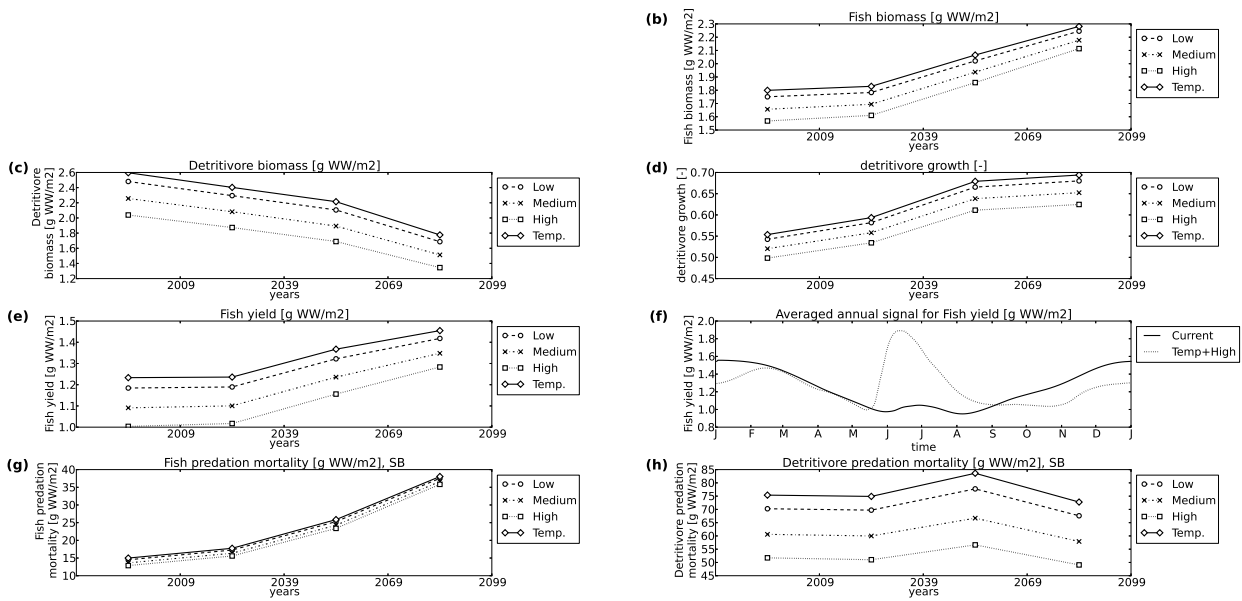 (b)
Fish biomass [g WW/m2]
Fish biomass [g WW/m2]
2.3
2.2
2.1
2.0
1.9
1.8
1.7
1.6
1.5
2009 2039 2069 2099
years
Low
Medium
High
Temp.
(c)
Detritivore biomass [g WW/m2]
Detritivore
biomass [g WW/m2]
2.6
2.4
2.2
2.0
1.8
1.6
1.4
1.2
2009 2039 2069 2099
years
Low
Medium
High
Temp.
(d)
detritivore growth [-]
detritivore growth [-]
0.70
0.65
0.60
0.55
0.50
0.45
2009 2039 2069 2099
years
Low
Medium
High
Temp.
(e)
Fish yield [g WW/m2]
Fish yield [g WW/m2]
1.5
1.4
1.3
1.2
1.1
1.0
2009 2039 2069 2099
years
Low
Medium
High
Temp.
(f)
Averaged annual signal for Fish yield [g WW/m2]
Fish yield [g WW/m2]
2.0
1.8
1.6
1.4
1.2
1.0
0.8
J F M A M J J A S O N D J
time
Current
Temp+High
(g)
Fish predation mortality [g WW/m2], SB
Fish predation
mortality [g WW/m2]
40
35
30
25
20
15
10
2009 2039 2069 2099
years
Low
Medium
High
Temp.
(h)
Detritivore predation mortality [g WW/m2], SB
Detritivore predation
mortality [g WW/m2]
85
80
75
70
65
60
55
50
45
2009 2039 2069 2099
years
Low
Medium
High
Temp.